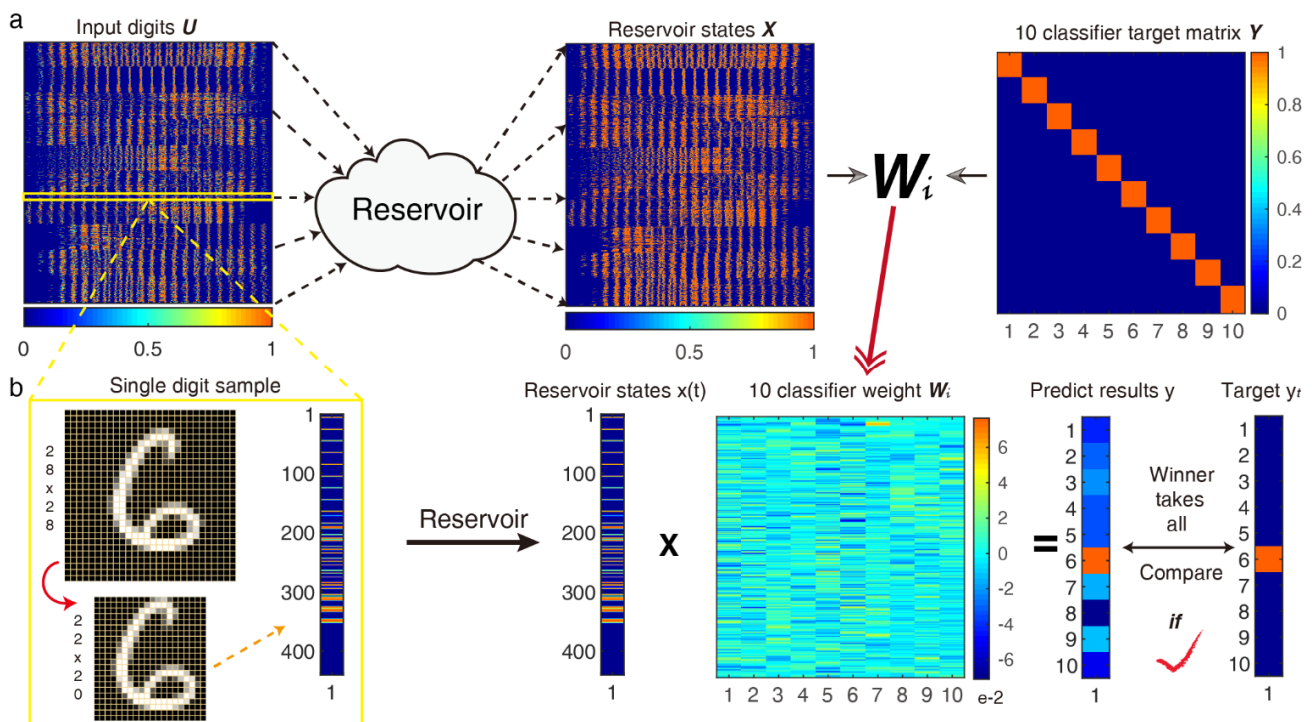 a
Input digits U
Reservoir states X
10 classifier target matrix Y
Reservoir
W i
1
0.8
0.6
0.4
0.2
0
1 2 3 4 5 6 7 8 9 10
0 0.5 1
0 0.5 1
b
Single digit sample
Reservoir states x(t)
10 classifier weight W i
Predict results y
Target y t
28x28
22x20
1
100
200
300
400
1
Reservoir
1
100
200
300
400
1
X
6
4
2
0
-2
-4
-6
e-2
1 2 3 4 5 6 7 8 9 10
=
1
2
3
4
5
6
7
8
9
10
1
Winner
takes
all
Compare
if
1
2
3
4
5
6
7
8
9
10
1